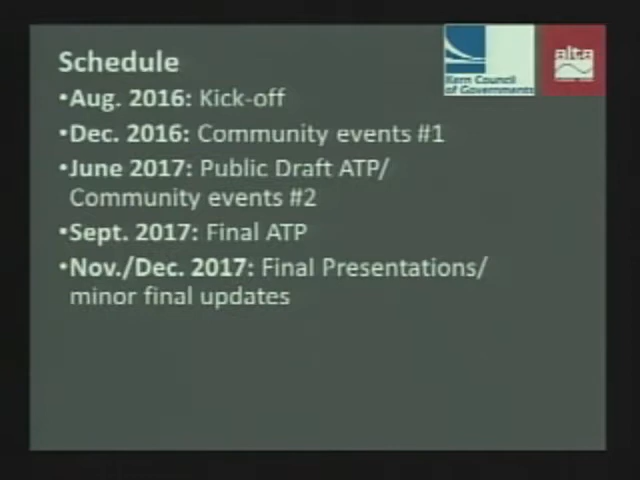 Schedule
•Aug. 2016: Kick-off
•Dec. 2016: Community events #1
•June 2017: Public Draft ATP/
Community events #2
•Sept. 2017: Final ATP
•Nov./Dec. 2017: Final Presentations/
minor final updates
Kern Council
of Governments
alta